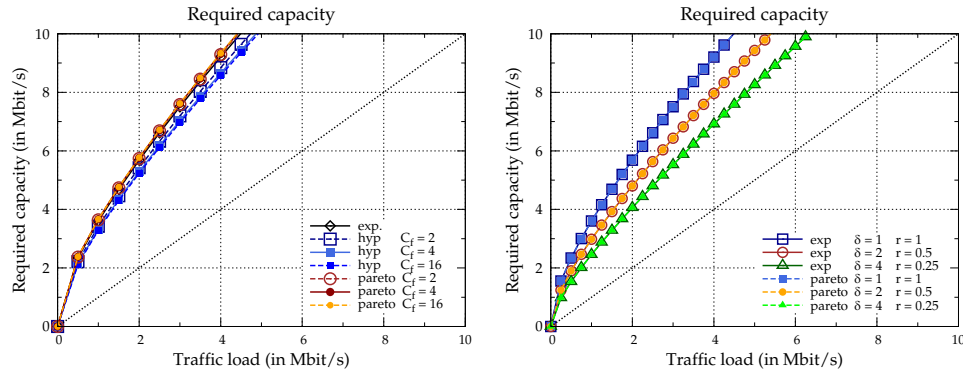 Required capacity
Required capacity (in Mbit/s)
10
8
6
4
2
0
0 2 4 6 8 10
Traffic load (in Mbit/s)
exp.
hyp C_f = 2
hyp C_f = 4
hyp C_f = 16
pareto C_f = 2
pareto C_f = 4
pareto C_f = 16
Required capacity
Required capacity (in Mbit/s)
10
8
6
4
2
0
0 2 4 6 8 10
Traffic load (in Mbit/s)
exp δ = 1 r = 1
exp δ = 2 r = 0.5
exp δ = 4 r = 0.25
pareto δ = 1 r = 1
pareto δ = 2 r = 0.5
pareto δ = 4 r = 0.25